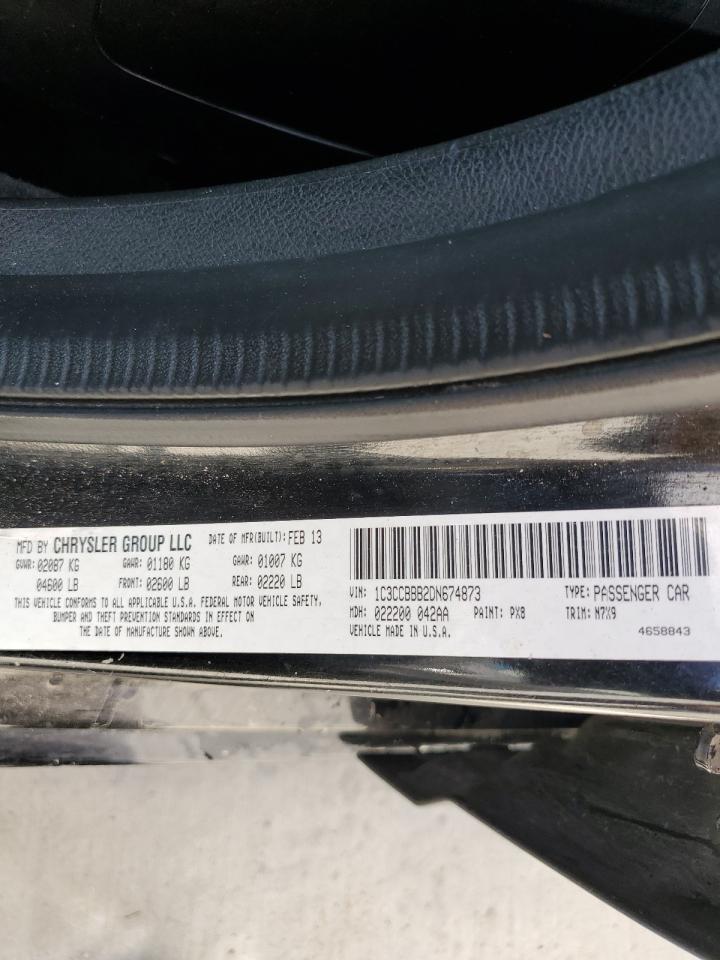 MFD BY CHRYSLER GROUP LLC DATE OF MFR(BUILT): FEB 13
GVWR: 02087 KG GAWR: 01180 KG GAWR: 01007 KG
04600 LB FRONT: 02600 LB REAR: 02220 LB
THIS VEHICLE CONFORMS TO ALL APPLICABLE U.S.A. FEDERAL MOTOR VEHICLE SAFETY,
BUMPER AND THEFT PREVENTION STANDARDS IN EFFECT ON
THE DATE OF MANUFACTURE SHOWN ABOVE.
VIN: 1C3CCBBB2DN674873 TYPE: PASSENGER CAR
MDH: 022200 042AA PAINT: PX8 TRIM: N7X9
VEHICLE MADE IN U.S.A. 4658843